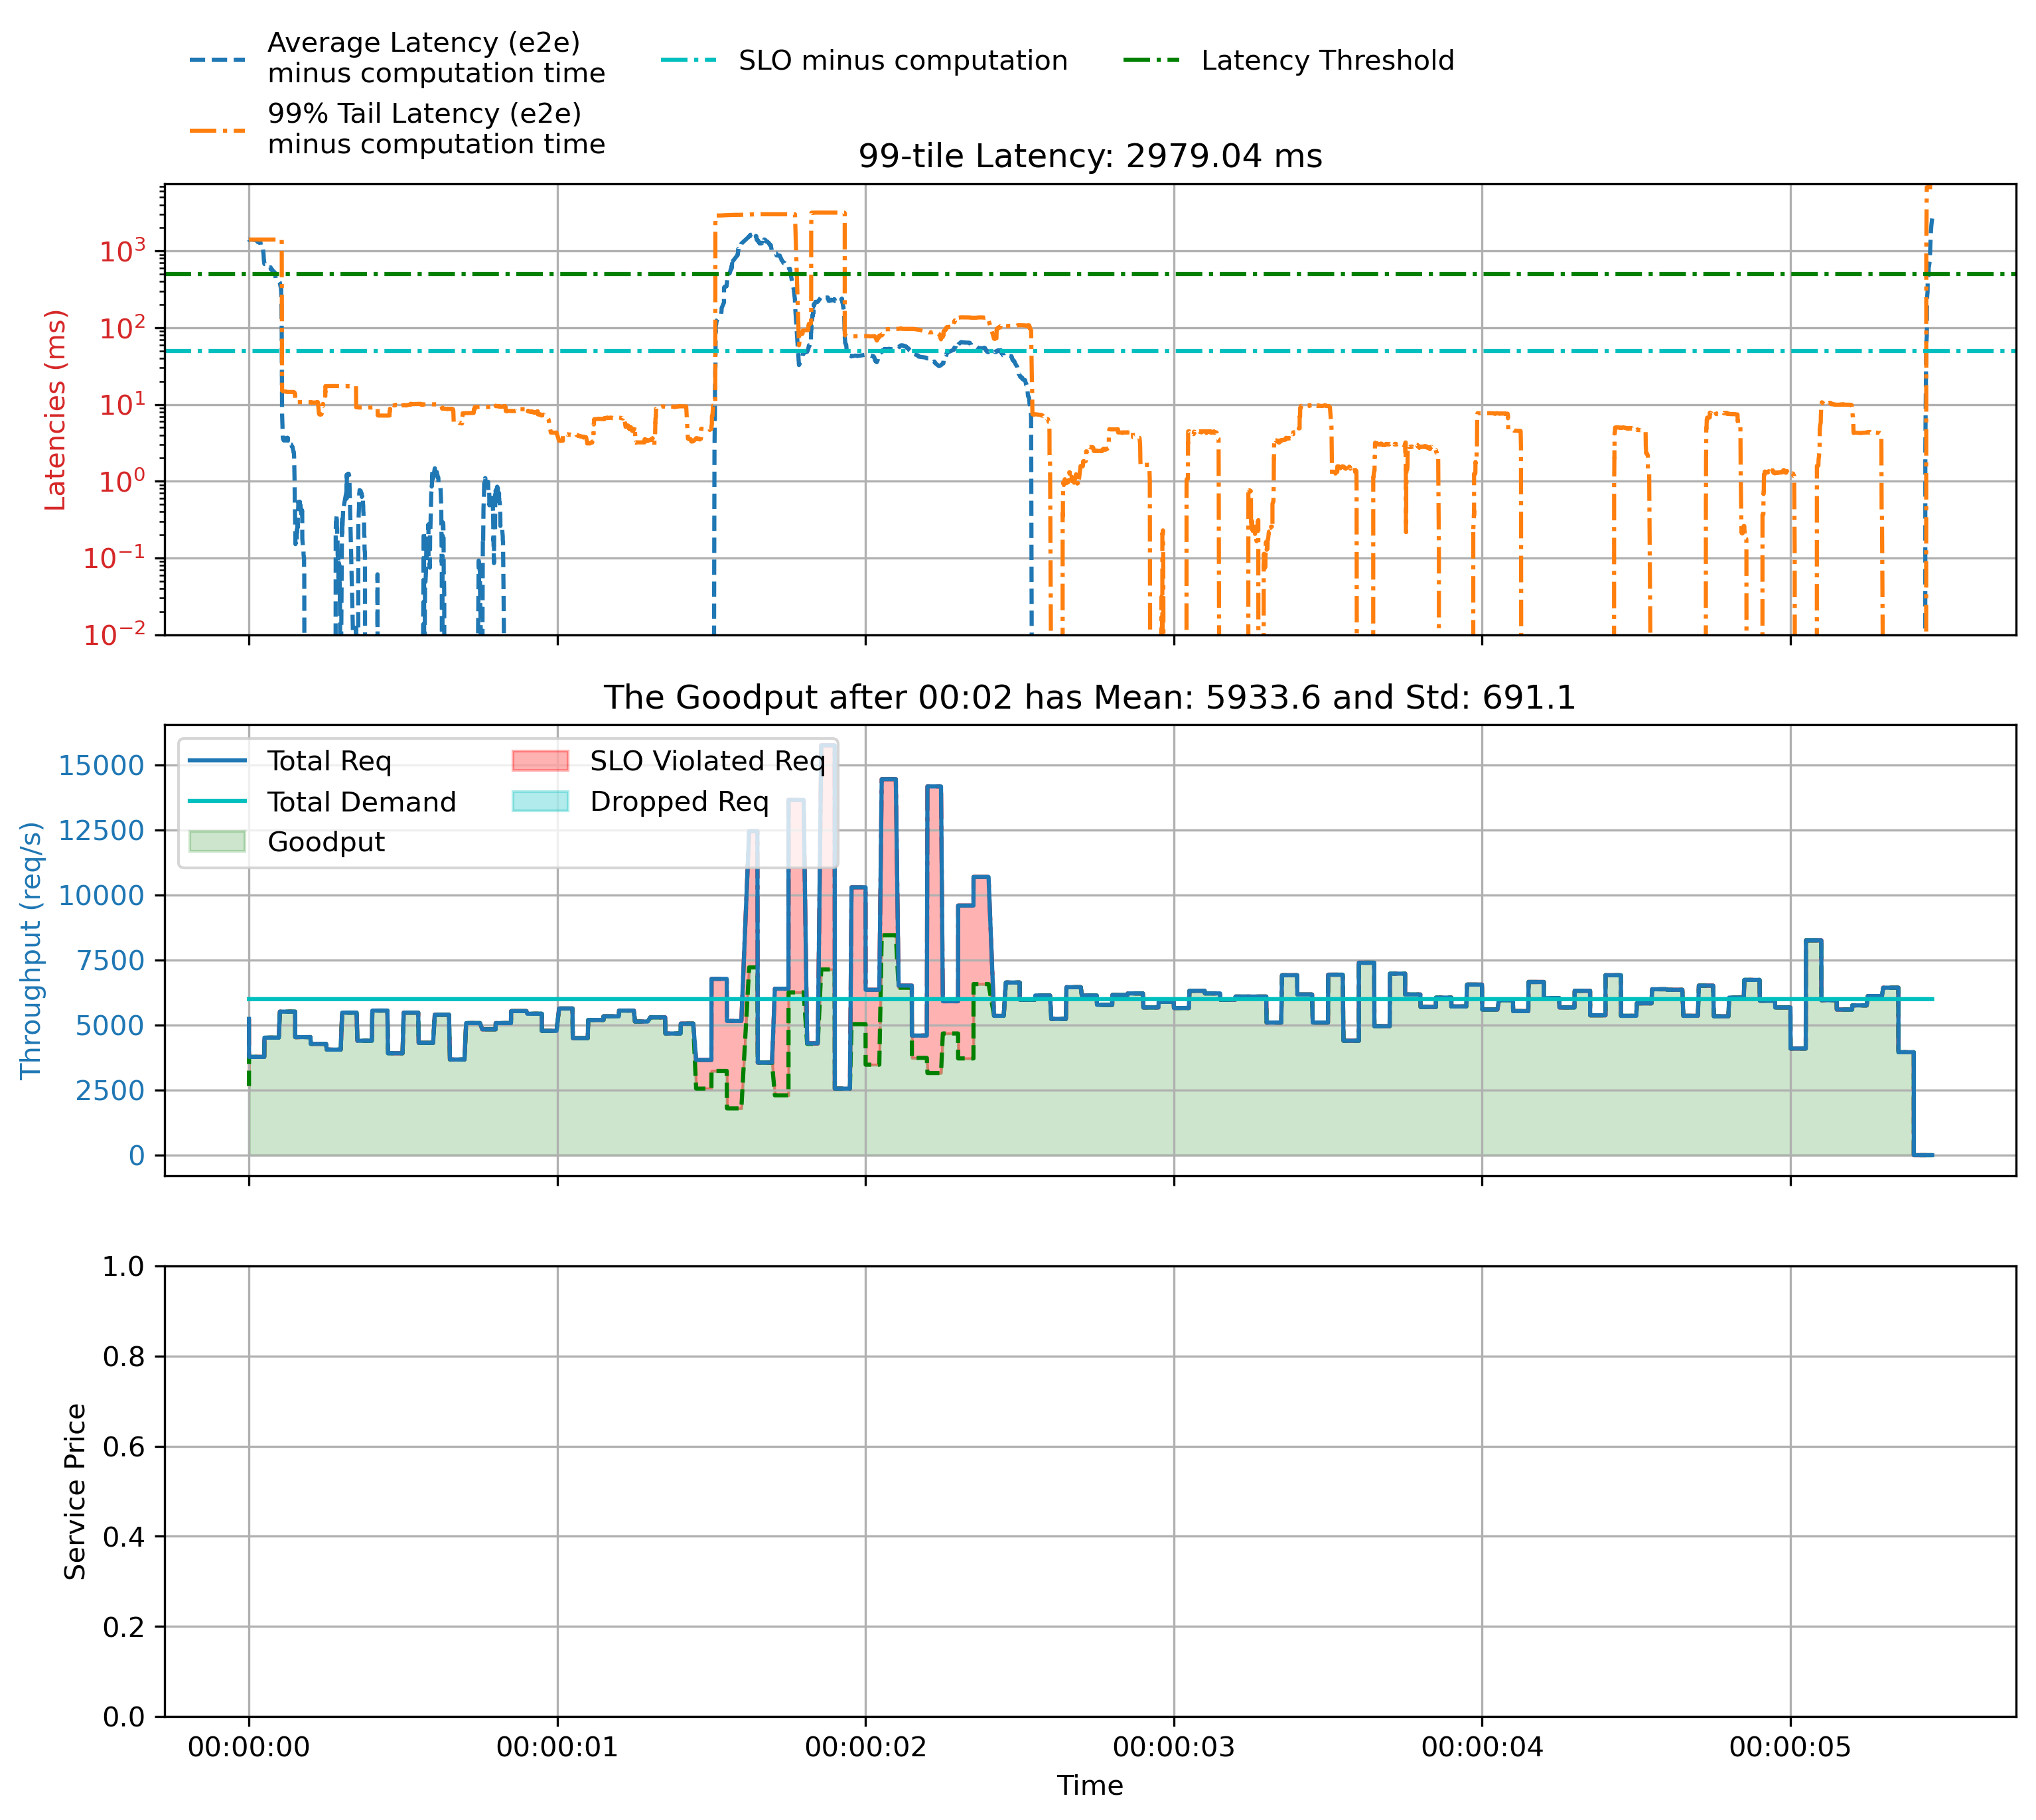 Average Latency (e2e)
minus computation time
99% Tail Latency (e2e)
minus computation time
SLO minus computation
Latency Threshold
99-tile Latency: 2979.04 ms
Latencies (ms)
10³
10²
10¹
10⁰
10⁻¹
10⁻²
The Goodput after 00:02 has Mean: 5933.6 and Std: 691.1
Throughput (req/s)
15000
12500
10000
7500
5000
2500
0
Total Req
Total Demand
Goodput
SLO Violated Req
Dropped Req
Service Price
1.0
0.8
0.6
0.4
0.2
0.0
00:00:00
00:00:01
00:00:02
00:00:03
00:00:04
00:00:05
Time